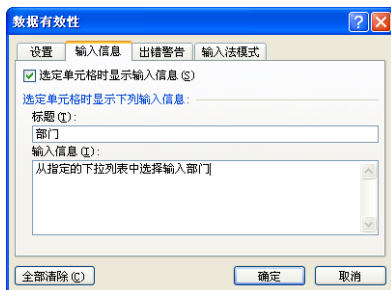 数据有效性
设置 输入信息 出错警告 输入法模式
选定单元格时显示输入信息(S)
选定单元格时显示下列输入信息:
标题(T):
部门
输入信息(I):
从指定的下拉列表中选择输入部门
全部清除(C) 确定 取消